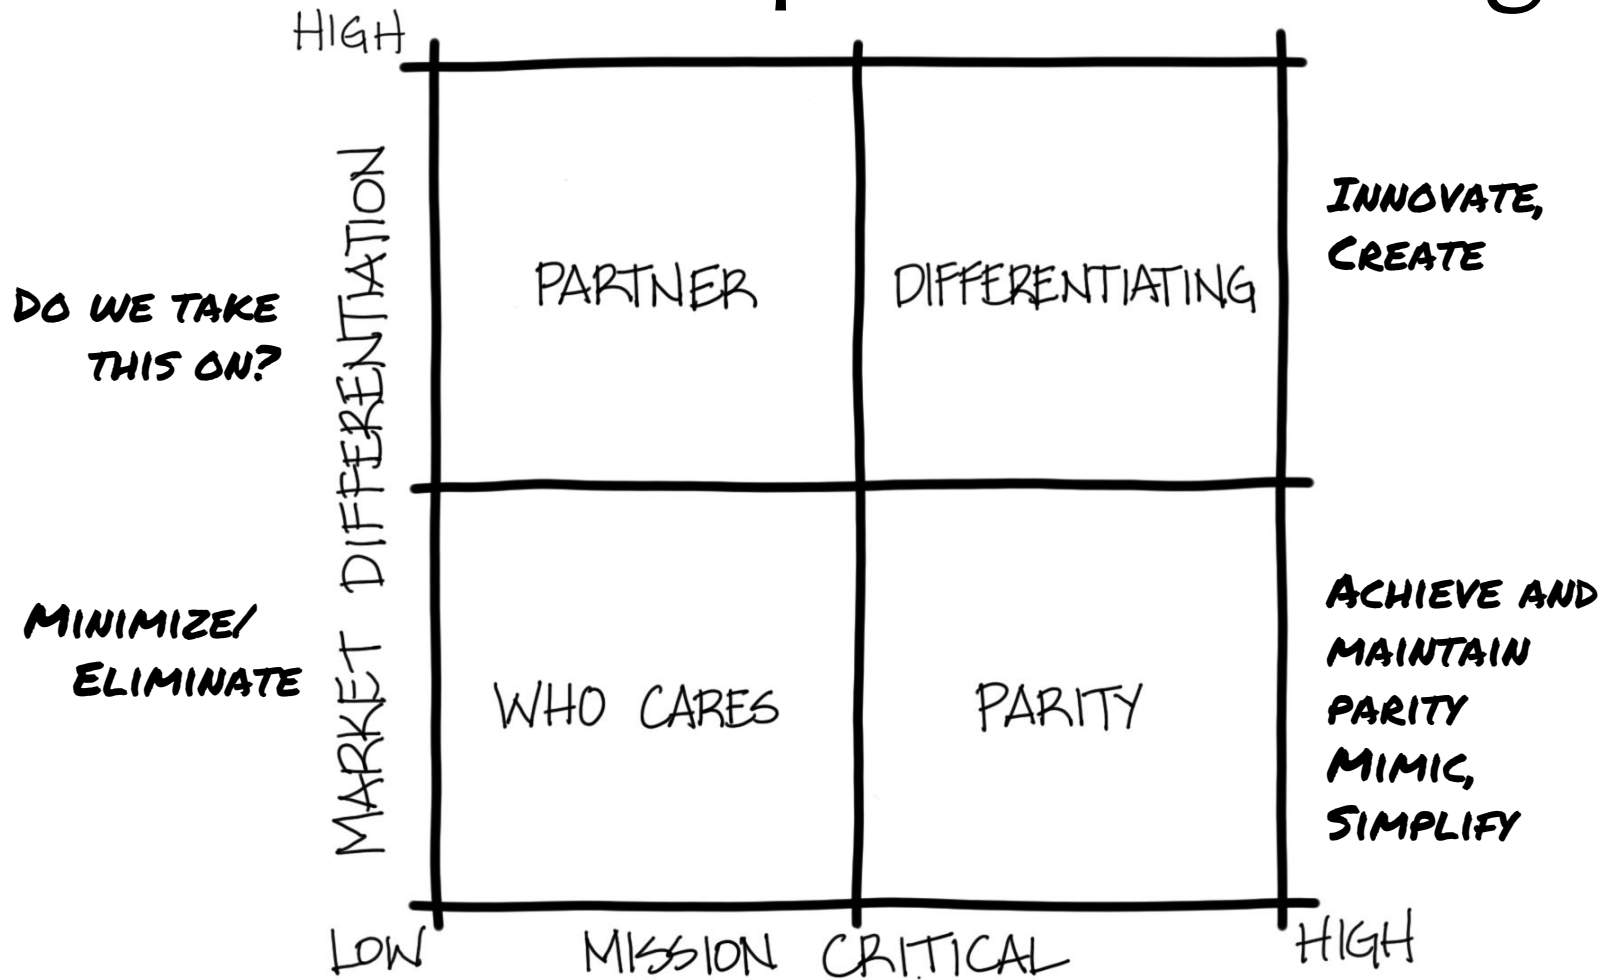 HIGH
MARKET DIFFERENTIATION
PARTNER
DIFFERENTIATING
INNOVATE,
CREATE
DO WE TAKE
THIS ON?
MINIMIZE/
ELIMINATE
WHO CARES
PARITY
ACHIEVE AND
MAINTAIN
PARITY
MIMIC,
SIMPLIFY
LOW
MISSION CRITICAL
HIGH